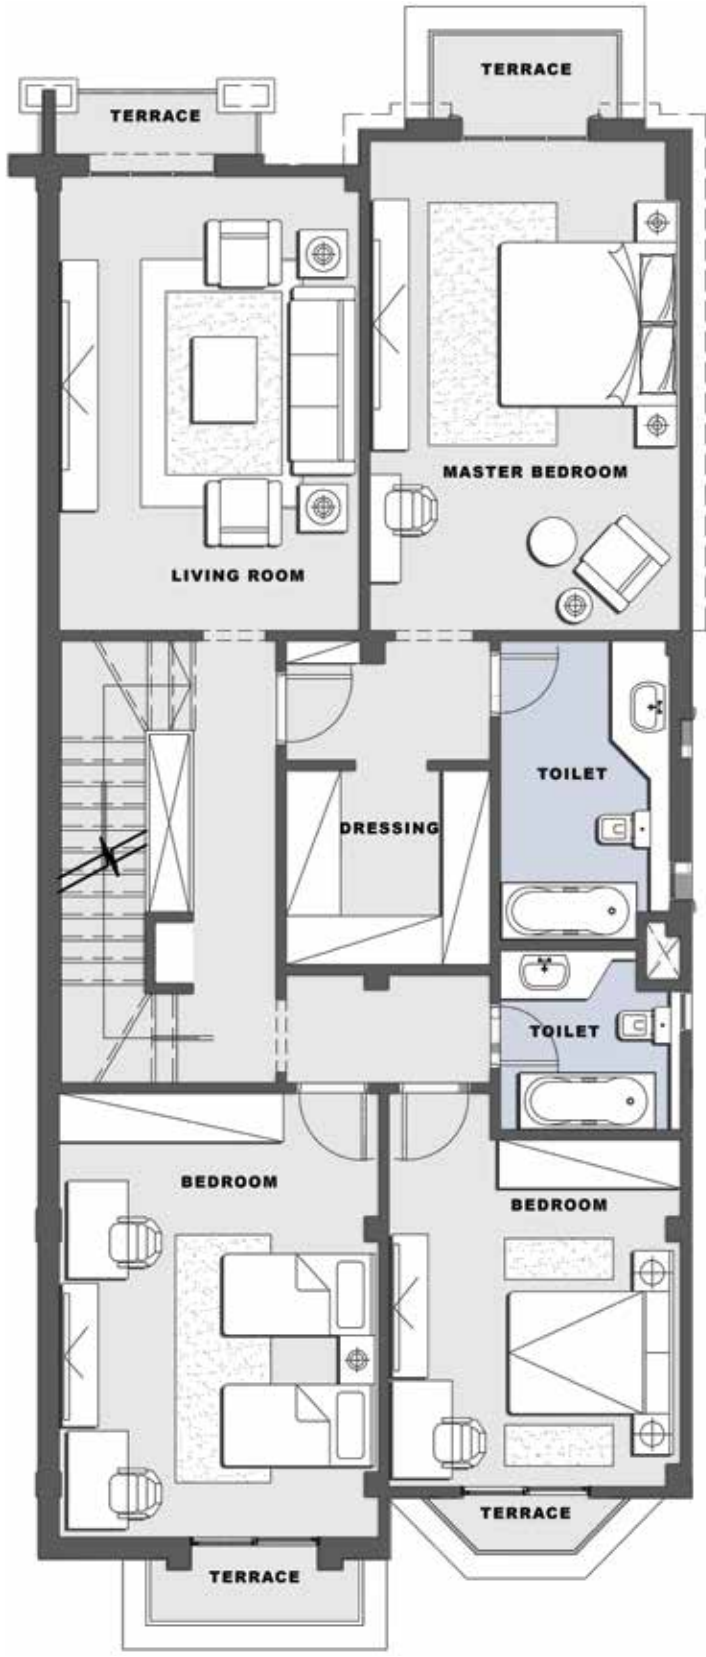 TERRACE
TERRACE
MASTER BEDROOM
LIVING ROOM
TOILET
DRESSING
TOILET
BEDROOM
BEDROOM
TERRACE
TERRACE